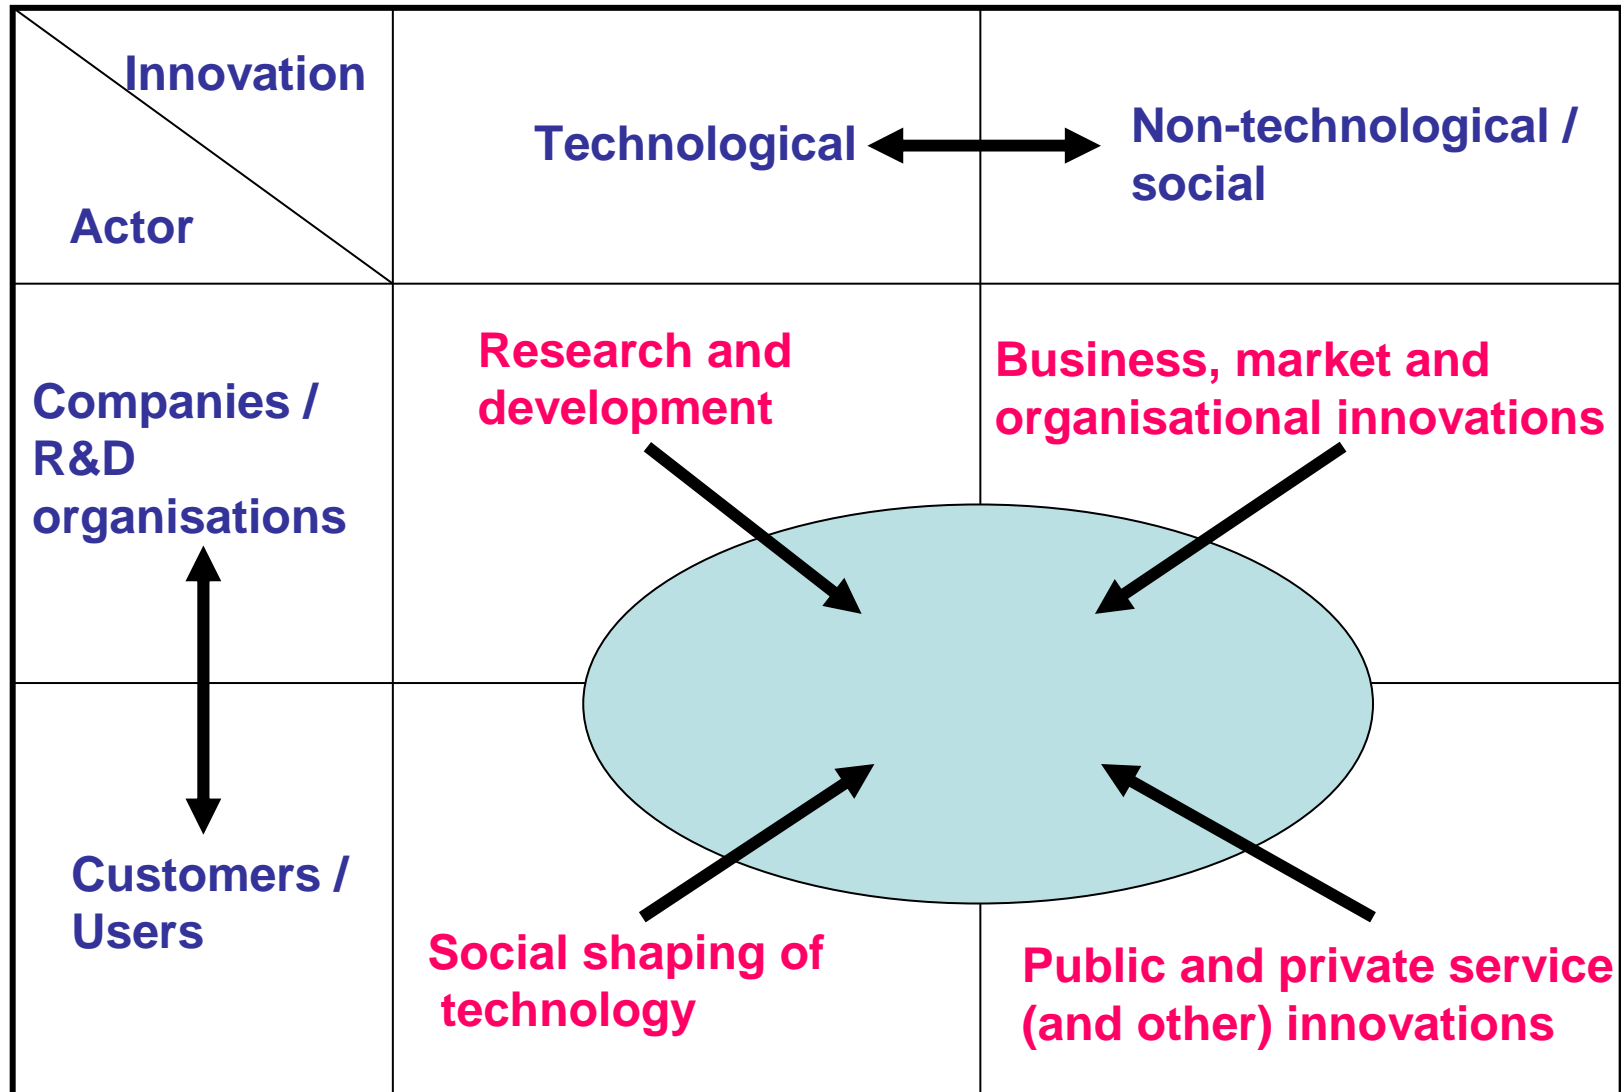 Innovation
Actor
Technological
Non-technological /
social
Companies /
R&D
organisations
Research and
development
Business, market and
organisational innovations
Customers /
Users
Social shaping of
technology
Public and private service
(and other) innovations